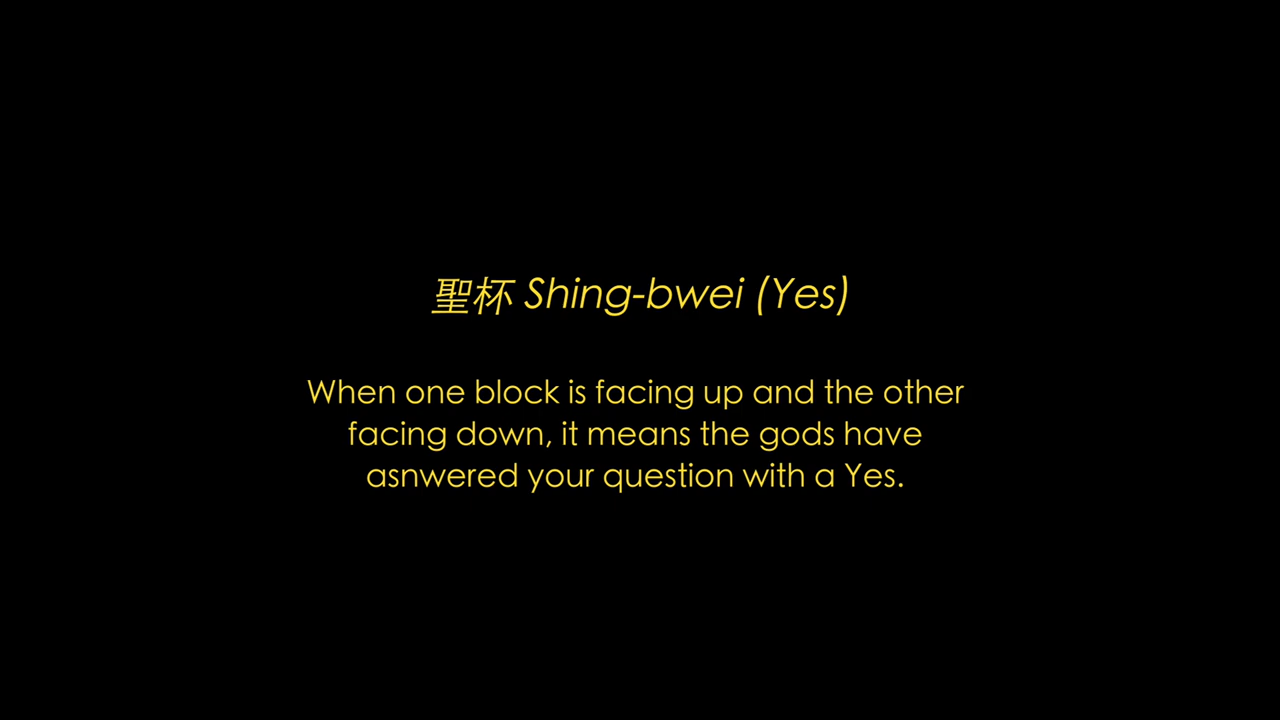 聖杯 Shing-bwei (Yes)
When one block is facing up and the other
facing down, it means the gods have
asnwered your question with a Yes.